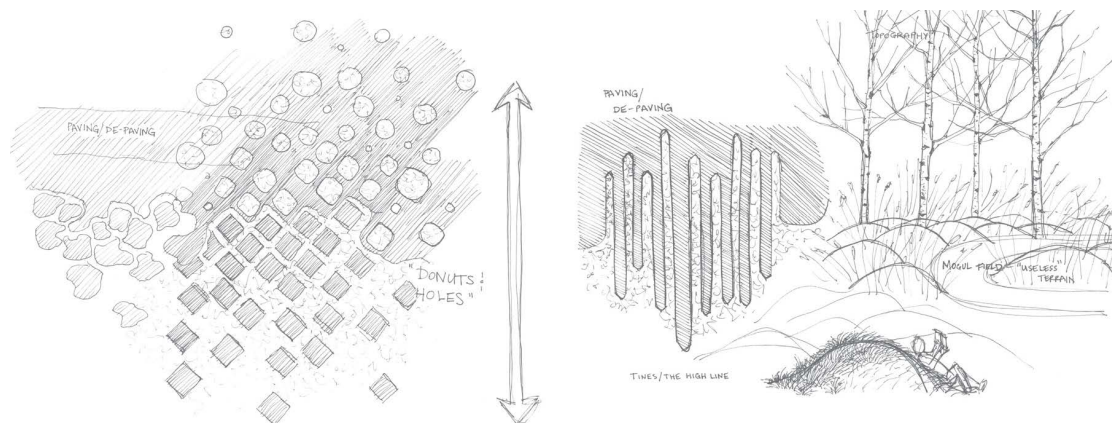 PAVING/DE-PAVING
"DONUTS &
HOLES"
PAVING/
DE-PAVING
TINES/THE HIGH LINE
TOPOGRAPHY
MOGUL FIELD - "USELESS"
TERRAIN